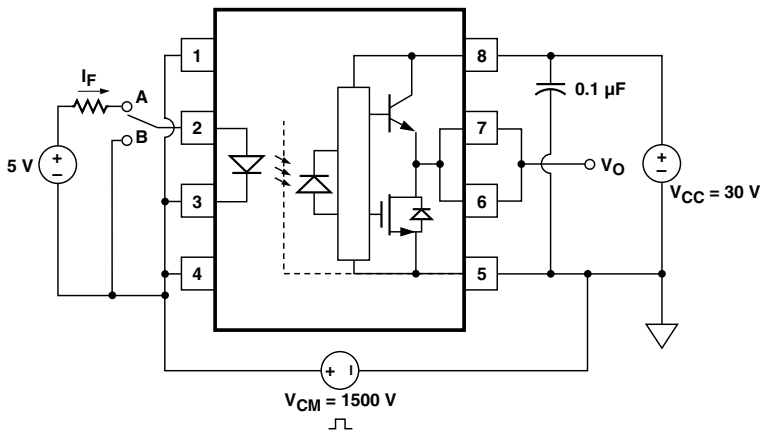 1
8
I_F
A
0.1 µF
B
2
7
5 V
+
–
V_O
+
–
3
6
V_CC = 30 V
4
5
+ –
V_CM = 1500 V